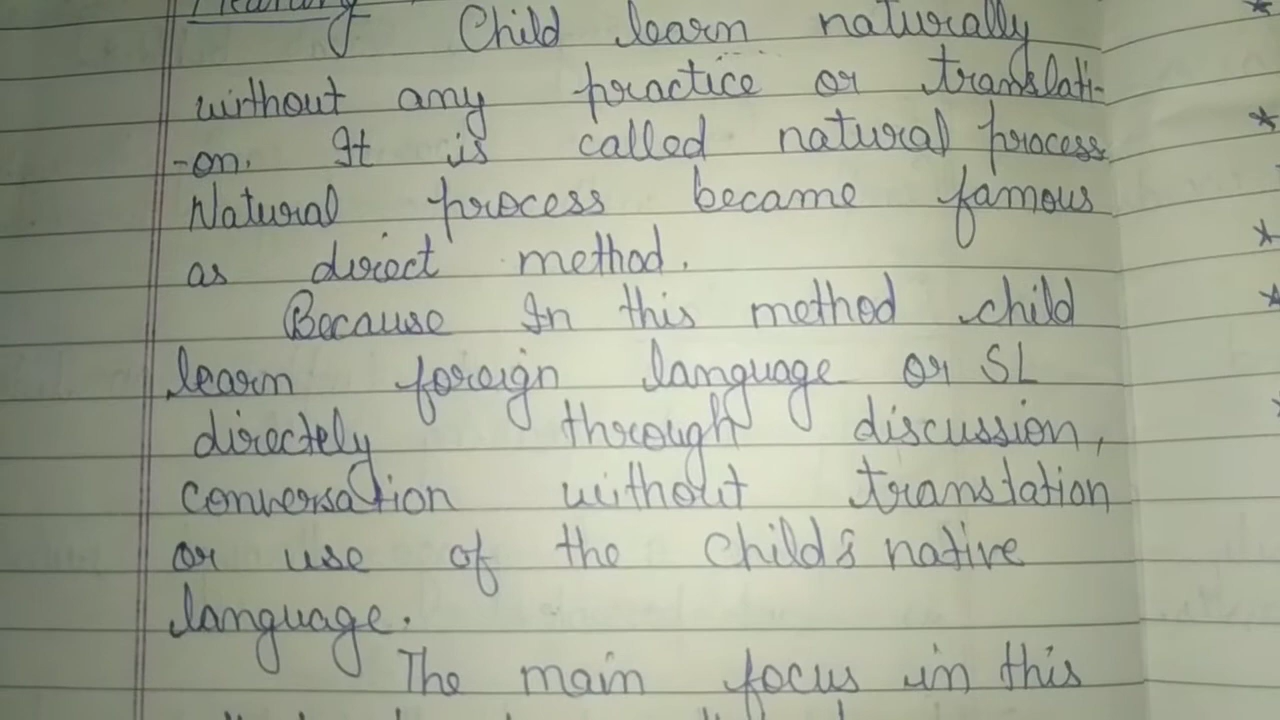 Meaning Child learn naturally
without any practice or translati-
-on. It is called natural process
Natural process became famous
as direct method.
Because In this method child
learn foreign language or SL
directely through discussion,
conversation without translation
or use of the child's native
language.
The main focus in this